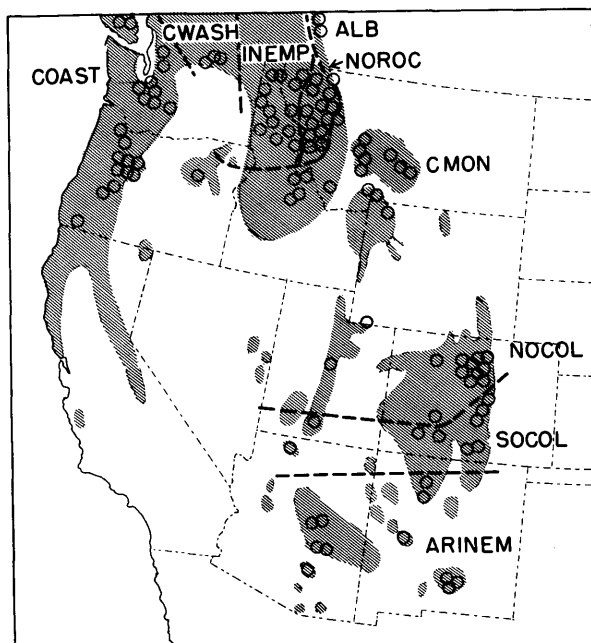 ALB
CWASH
INEMP
NOROC
COAST
CMON
NOCOL
SOCOL
ARINEM